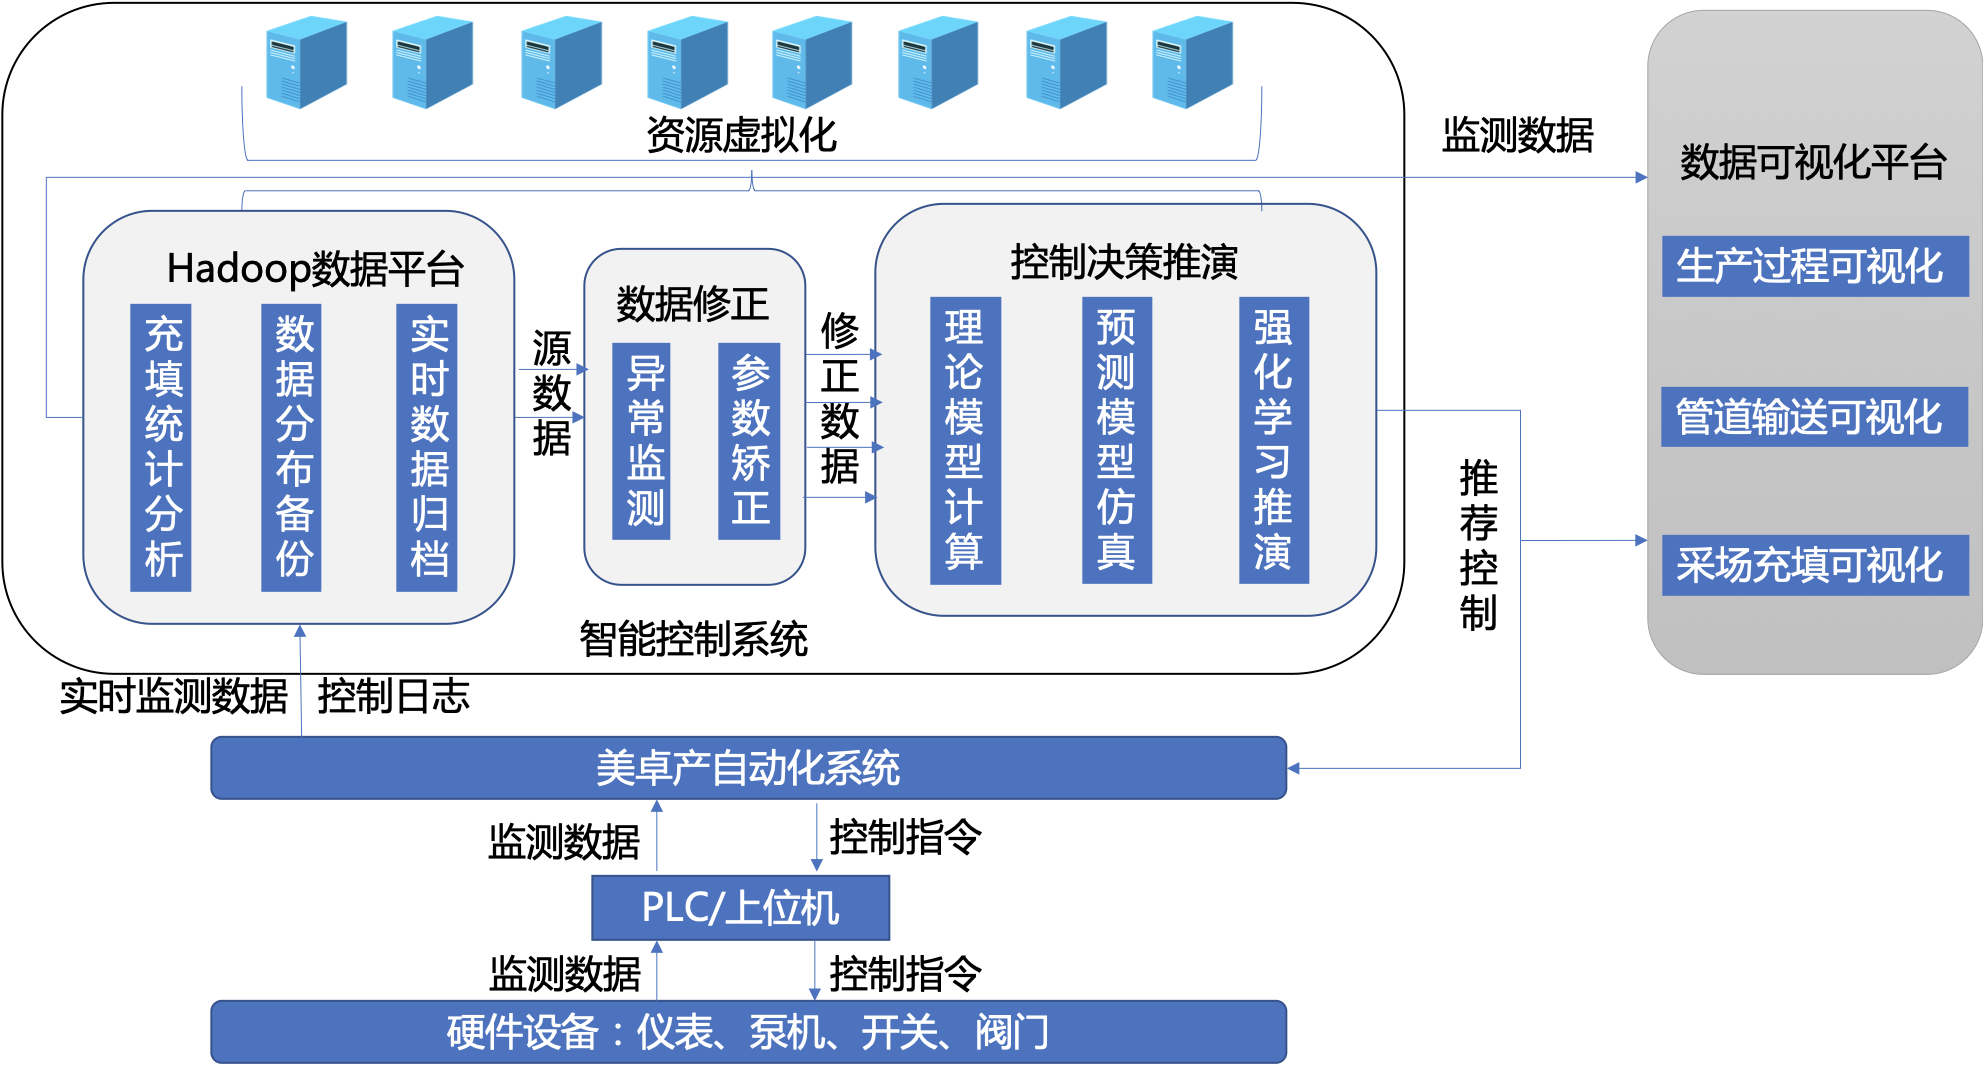 资源虚拟化
监测数据
数据可视化平台
生产过程可视化
管道输送可视化
采场充填可视化
Hadoop数据平台
充填统计分析
数据分布备份
实时数据归档
源数据
数据修正
异常监测
参数矫正
修正数据
控制决策推演
理论模型计算
预测模型仿真
强化学习推演
推荐控制
智能控制系统
实时监测数据
控制日志
美卓产自动化系统
监测数据
控制指令
PLC/上位机
监测数据
控制指令
硬件设备：仪表、泵机、开关、阀门